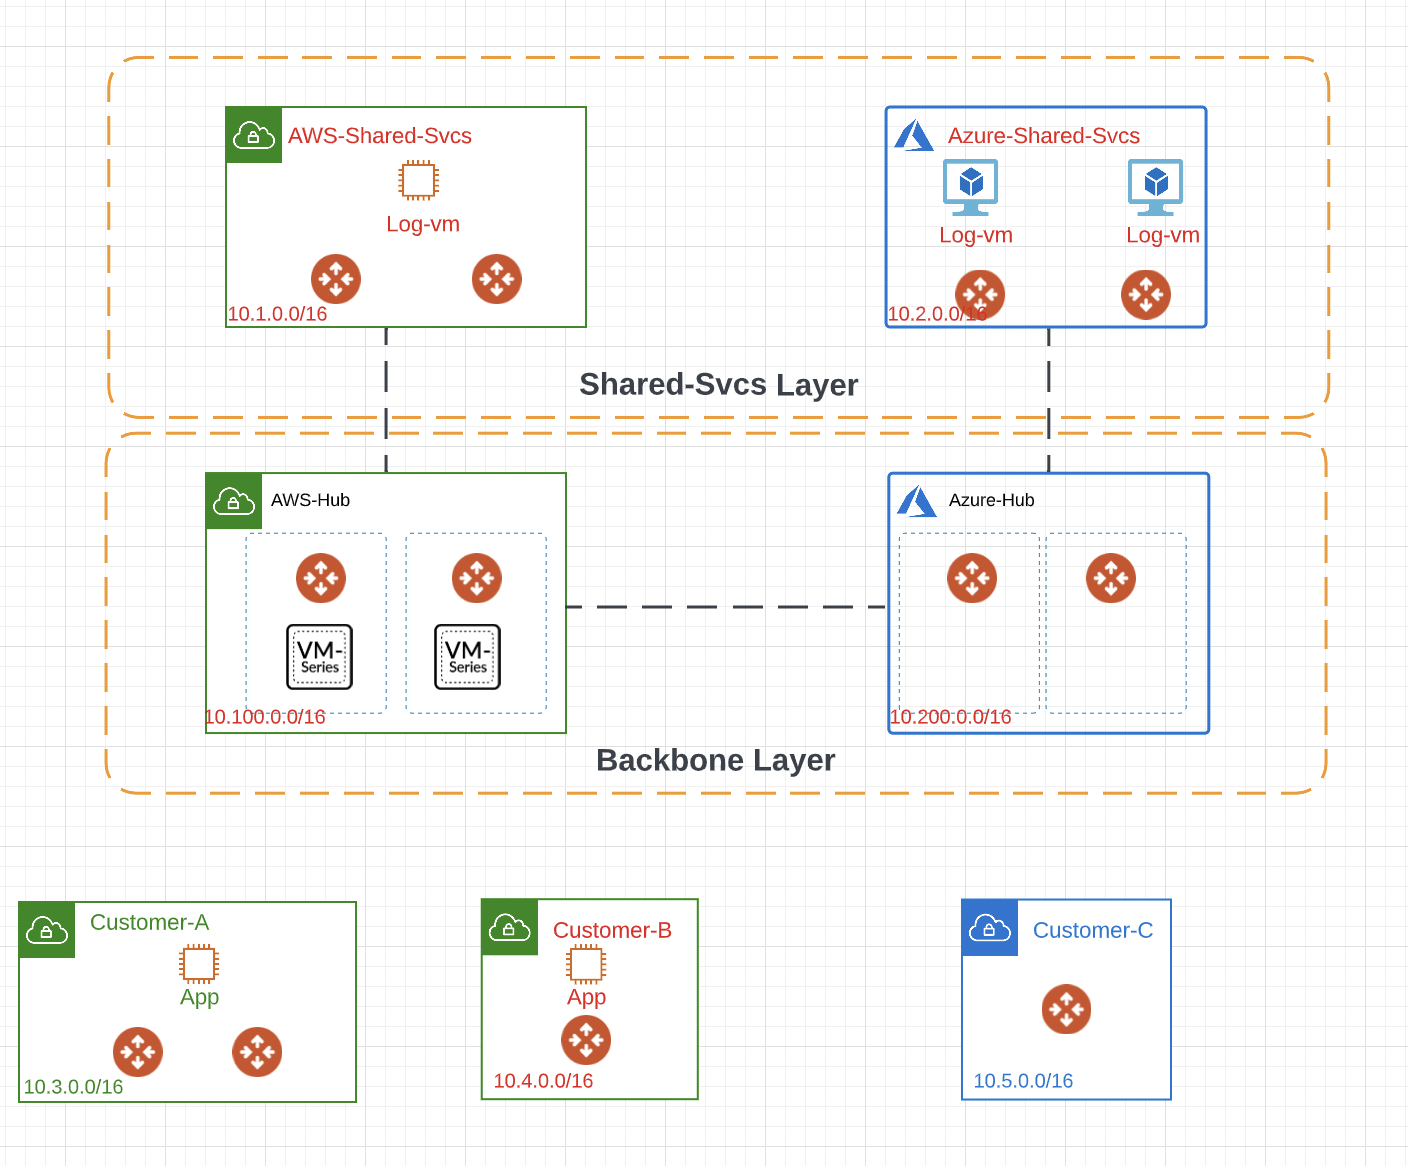 AWS-Shared-Svcs
Log-vm
10.1.0.0/16
Azure-Shared-Svcs
Log-vm
Log-vm
10.2.0.0/16
Shared-Svcs Layer
AWS-Hub
VM-
Series
VM-
Series
10.100.0.0/16
Azure-Hub
10.200.0.0/16
Backbone Layer
Customer-A
App
10.3.0.0/16
Customer-B
App
10.4.0.0/16
Customer-C
10.5.0.0/16